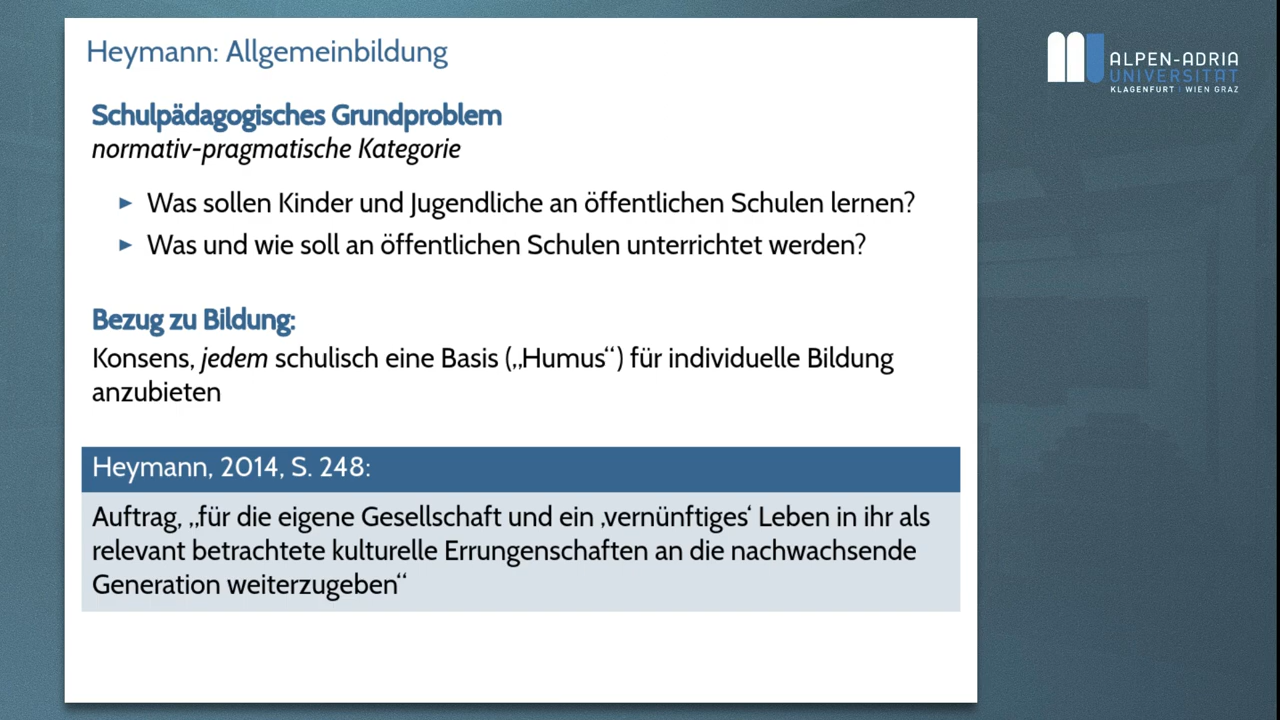 Heymann: Allgemeinbildung
Schulpädagogisches Grundproblem
normativ-pragmatische Kategorie
▶ Was sollen Kinder und Jugendliche an öffentlichen Schulen lernen?
▶ Was und wie soll an öffentlichen Schulen unterrichtet werden?
Bezug zu Bildung:
Konsens, jedem schulisch eine Basis („Humus“) für individuelle Bildung
anzubieten
Heymann, 2014, S. 248:
Auftrag, „für die eigene Gesellschaft und ein ‚vernünftiges‘ Leben in ihr als
relevant betrachtete kulturelle Errungenschaften an die nachwachsende
Generation weiterzugeben“
ALPEN-ADRIA
UNIVERSITÄT
KLAGENFURT | WIEN GRAZ